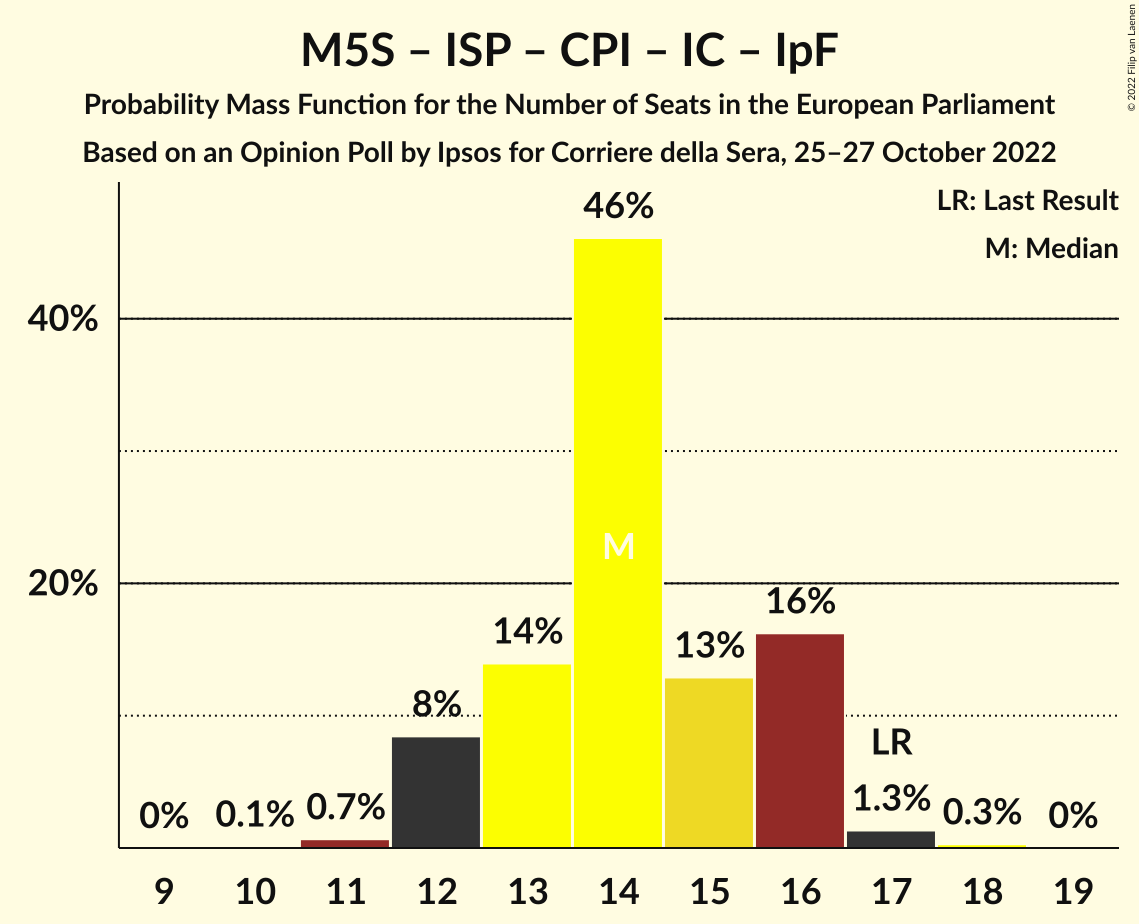 M5S – ISP – CPI – IC – IpF
Probability Mass Function for the Number of Seats in the European Parliament
Based on an Opinion Poll by Ipsos for Corriere della Sera, 25–27 October 2022
© 2022 Filip van Laenen
LR: Last Result
M: Median
40%
20%
0%
0.1%
0.7%
8%
14%
46%
M
13%
16%
LR
1.3%
0.3%
0%
9 10 11 12 13 14 15 16 17 18 19